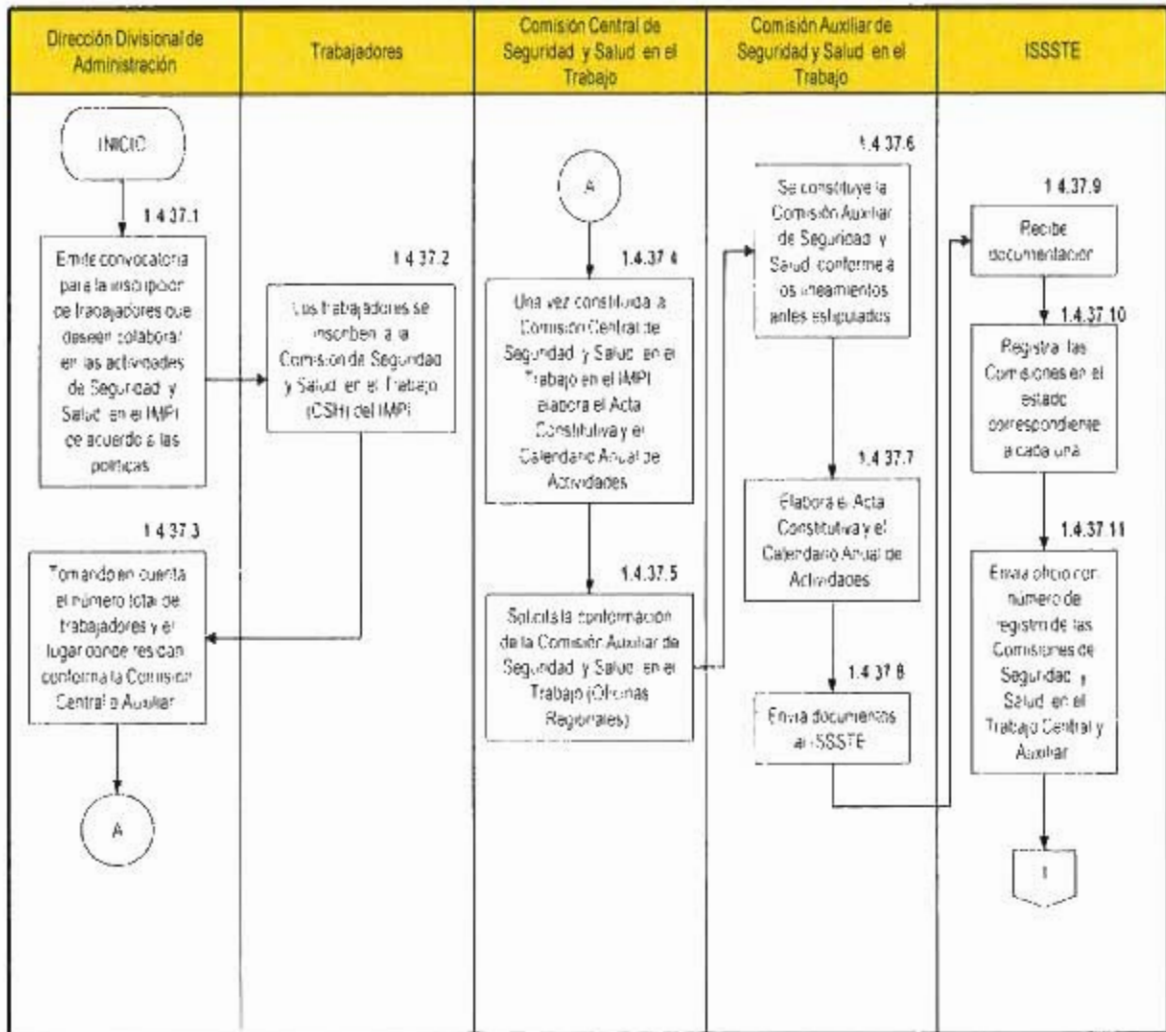 Dirección Divisional de
Administración
Trabajadores
Comisión Central de
Seguridad y Salud en el
Trabajo
Comisión Auxiliar de
Seguridad y Salud en el
Trabajo
ISSSTE
INICIO
1.4.37.1
Emite convocatoria
para la inscripción
de trabajadores que
deseen colaborar
en las actividades
de Seguridad y
Salud en el IMPI
de acuerdo a las
políticas
1.4.37.2
Los trabajadores se
inscriben a la
Comisión de Seguridad
y Salud en el Trabajo
(CSH) del IMPI
1.4.37.3
Tomando en cuenta
el número total de
trabajadores y el
lugar donde residan
conforma la Comisión
Central o Auxiliar
A
A
1.4.37.4
Una vez constituida la
Comisión Central de
Seguridad y Salud en el
Trabajo en el IMPI
elabora el Acta
Constitutiva y el
Calendario Anual de
Actividades
1.4.37.5
Solicita la conformación
de la Comisión Auxiliar de
Seguridad y Salud en el
Trabajo (Oficinas
Regionales)
1.4.37.6
Se constituye la
Comisión Auxiliar
de Seguridad y
Salud conforme a
los lineamientos
antes estipulados
1.4.37.7
Elabora el Acta
Constitutiva y el
Calendario Anual de
Actividades
1.4.37.8
Envia documentos
al ISSSTE
1.4.37.9
Recibe
documentación
1.4.37.10
Registra las
Comisiones en el
estado
correspondiente
a cada una
1.4.37.11
Envia oficio con
número de
registro de las
Comisiones de
Seguridad y
Salud en el
Trabajo Central y
Auxiliar
1